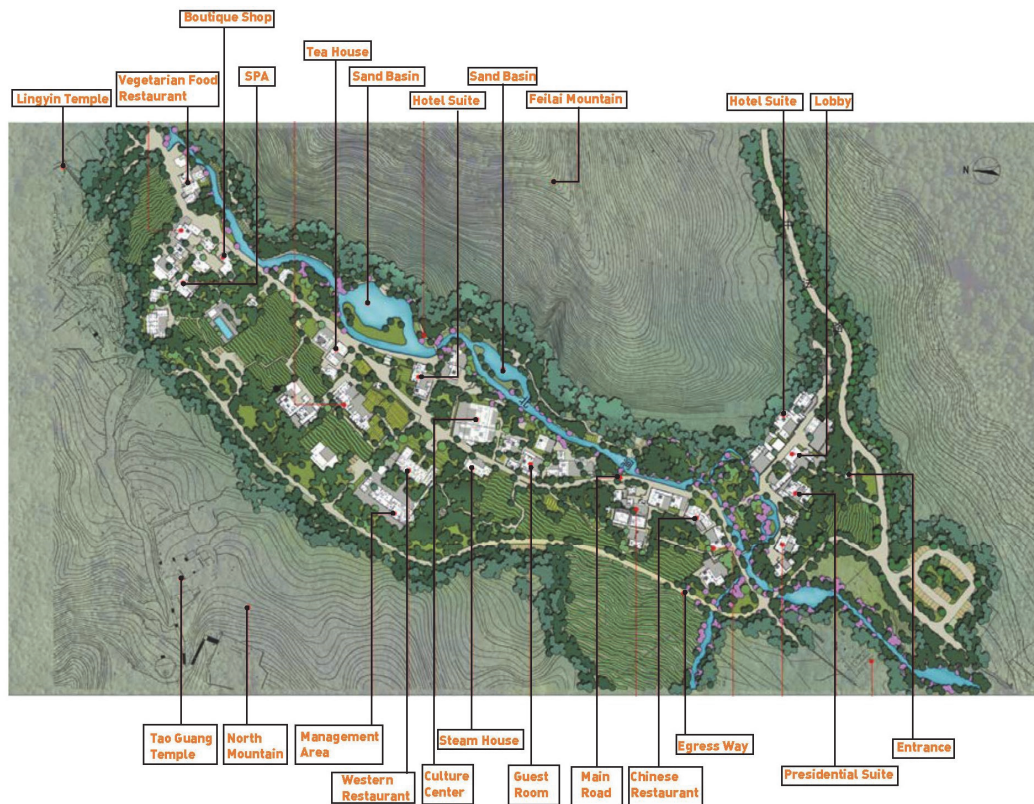 Boutique Shop
Tea House
Vegetarian Food
Restaurant
SPA
Sand Basin
Sand Basin
Lingyin Temple
Hotel Suite
Feilai Mountain
Hotel Suite
Lobby
N
Tao Guang
Temple
North
Mountain
Management
Area
Steam House
Egress Way
Entrance
Western
Restaurant
Culture
Center
Guest
Room
Main
Road
Chinese
Restaurant
Presidential Suite